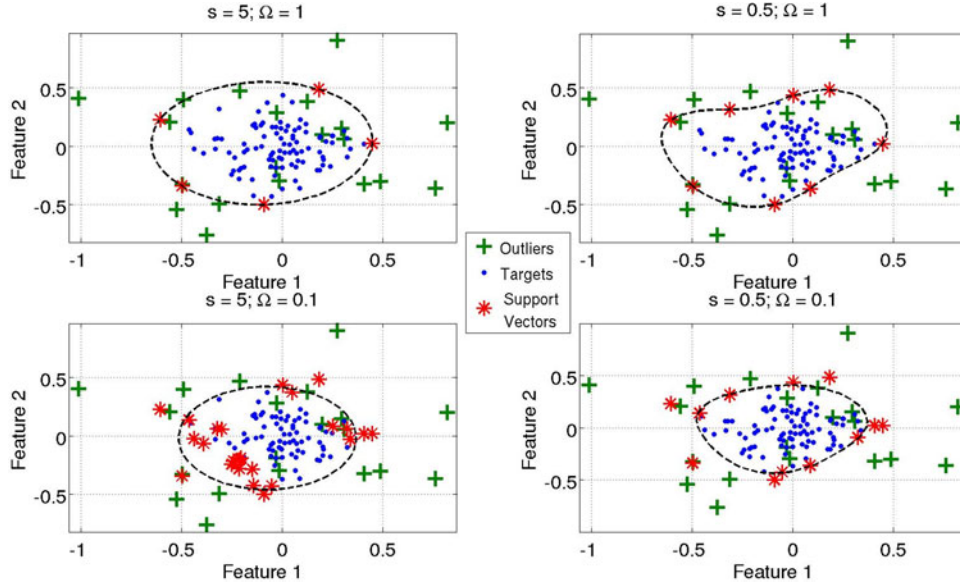 s = 5; Ω = 1
s = 0.5; Ω = 1
Feature 2
0.5
0
-0.5
-1
-0.5
0
0.5
Feature 1
Feature 2
0.5
0
-0.5
-1
-0.5
0
0.5
Feature 1
Outliers
Targets
Support
Vectors
s = 5; Ω = 0.1
s = 0.5; Ω = 0.1
Feature 2
0.5
0
-0.5
-1
-0.5
0
0.5
Feature 1
Feature 2
0.5
0
-0.5
-1
-0.5
0
0.5
Feature 1